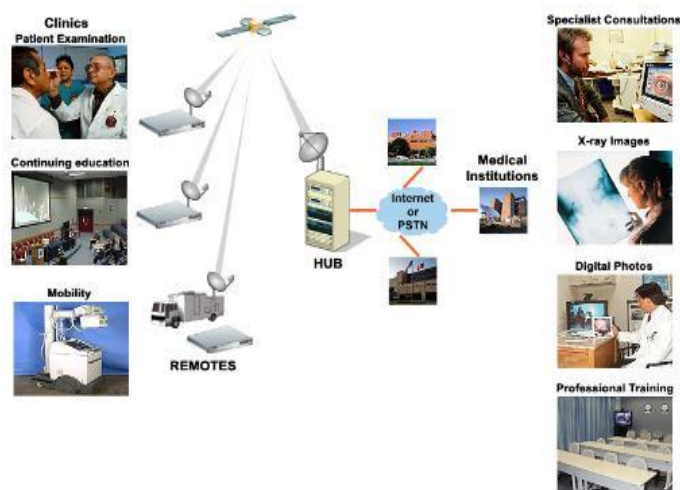 Clinics
Patient Examination
Continuing education
Mobility
REMOTES
HUB
Internet
or
PSTN
Medical
Institutions
Specialist Consultations
X-ray Images
Digital Photos
Professional Training